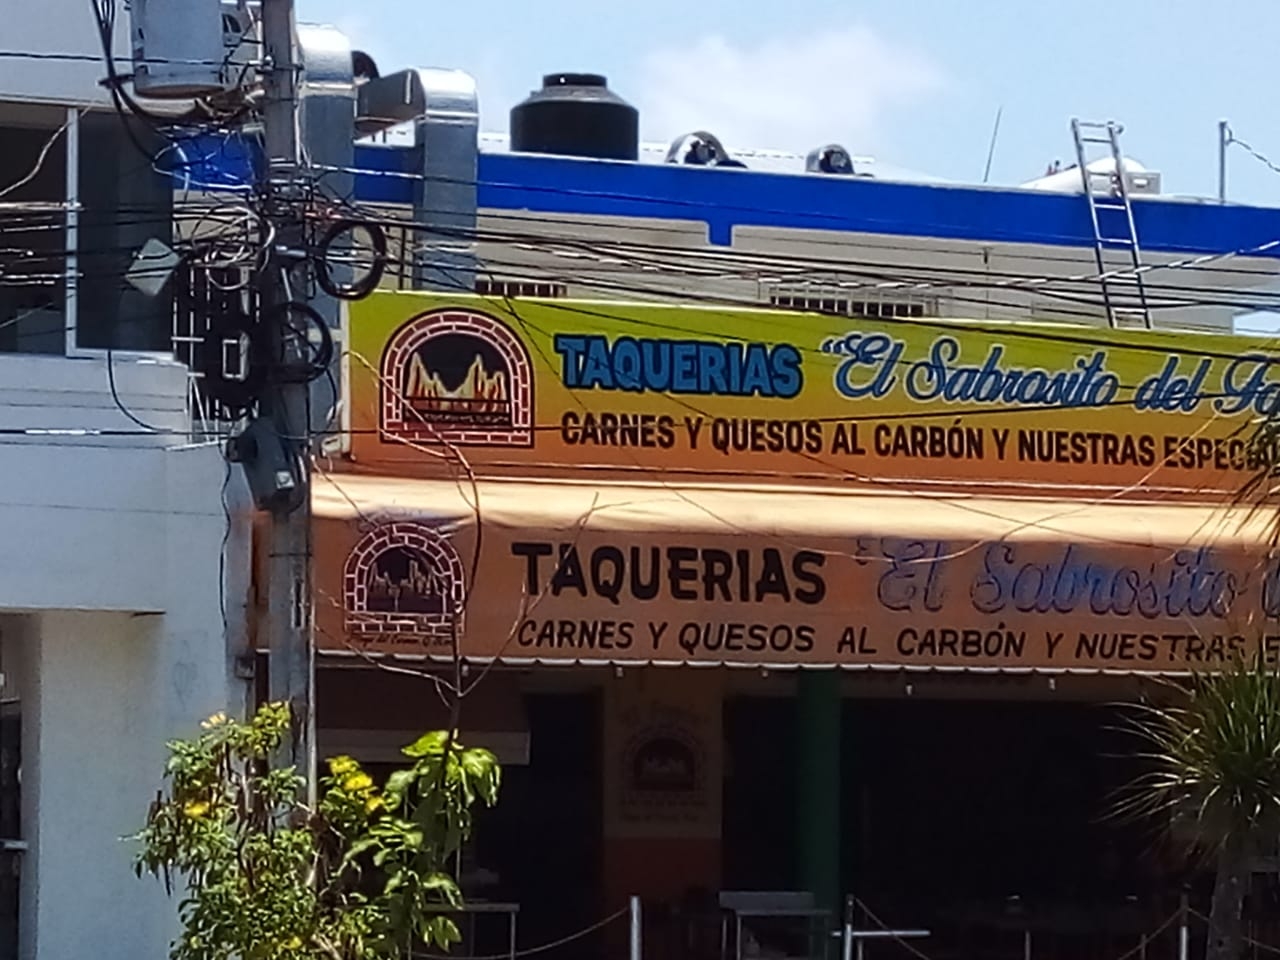 TAQUERIAS "El Sabrosito del
CARNES Y QUESOS AL CARBÓN Y NUESTRAS
TAQUERIAS "El Sabrosito
CARNES Y QUESOS AL CARBÓN Y NUESTRAS